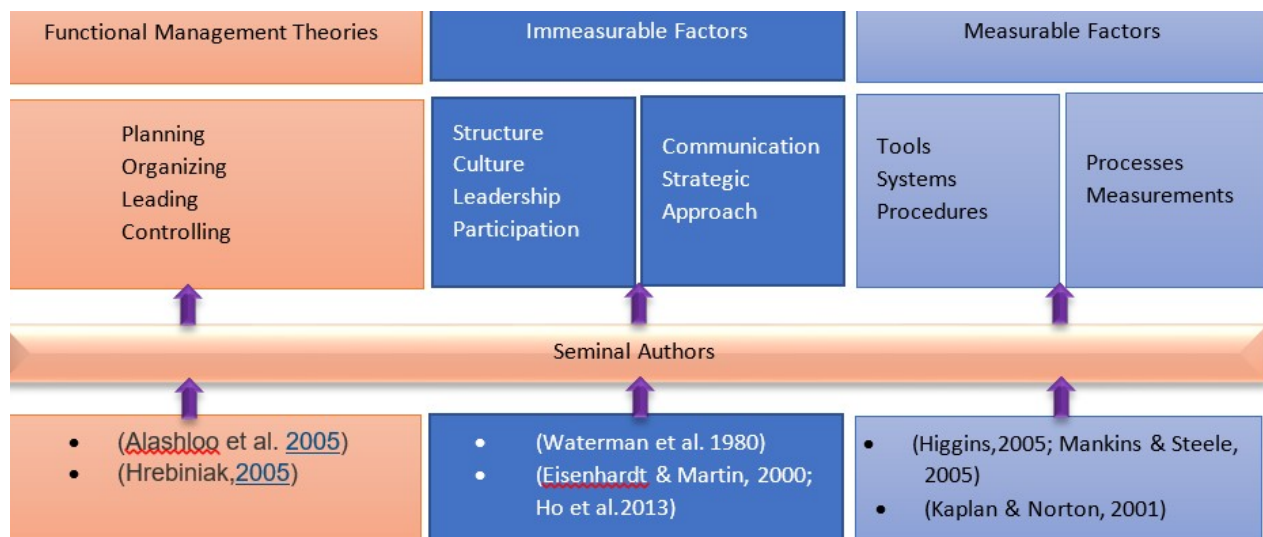 Functional Management Theories
Immeasurable Factors
Measurable Factors
Planning
Organizing
Leading
Controlling
Structure
Culture
Leadership
Participation
Communication
Strategic
Approach
Tools
Systems
Procedures
Processes
Measurements
Seminal Authors
• (Alashloo et al. 2005)
• (Hrebiniak,2005)
• (Waterman et al. 1980)
• (Eisenhardt & Martin, 2000;
Ho et al.2013)
• (Higgins,2005; Mankins & Steele,
2005)
• (Kaplan & Norton, 2001)